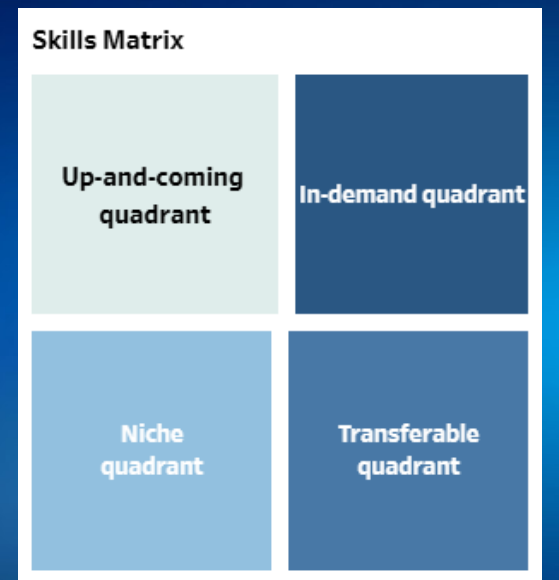 Skills Matrix
Up-and-coming
quadrant
In-demand quadrant
Niche
quadrant
Transferable
quadrant